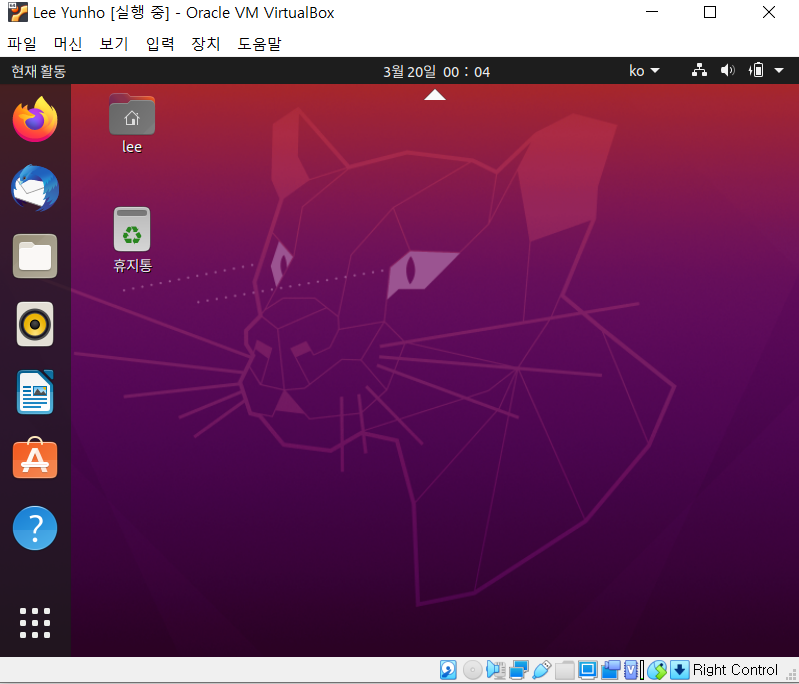 Lee Yunho [실행 중] - Oracle VM VirtualBox
파일 머신 보기 입력 장치 도움말
현재 활동 3월 20일 00 : 04 ko
lee
휴지통
Right Control